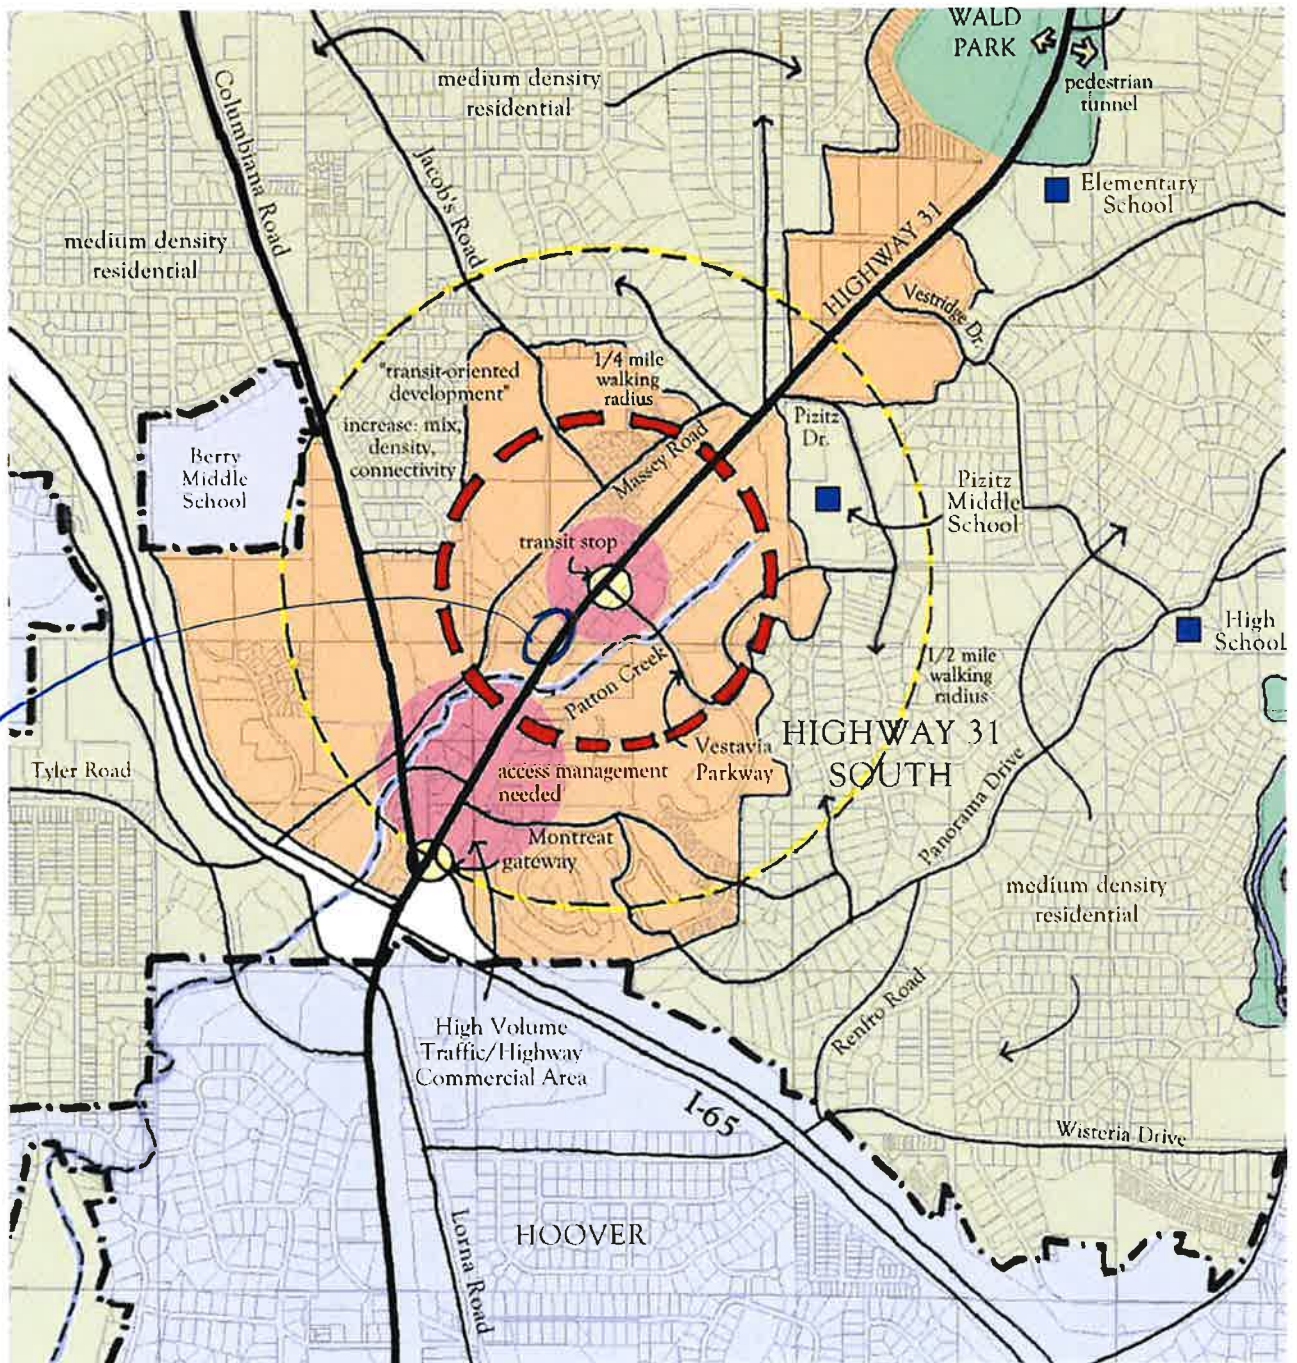 WALD
PARK
pedestrian
tunnel
medium density
residential
Columbiana Road
Jacob's Road
Elementary
School
medium density
residential
HIGHWAY 31
Vestridge Dr.
"transit-oriented
development"
increase: mix,
density,
connectivity
1/4 mile
walking
radius
Pizitz
Dr.
Massey Road
Berry
Middle
School
Pizitz
Middle
School
transit stop
High
School
1/2 mile
walking
radius
Patton Creek
HIGHWAY 31
SOUTH
Vestavia
Parkway
Tyler Road
access management
needed
Panorama Drive
Montreat
gateway
medium density
residential
Renfro Road
High Volume
Traffic/Highway
Commercial Area
I-65
Wisteria Drive
HOOVER
Lorna Road